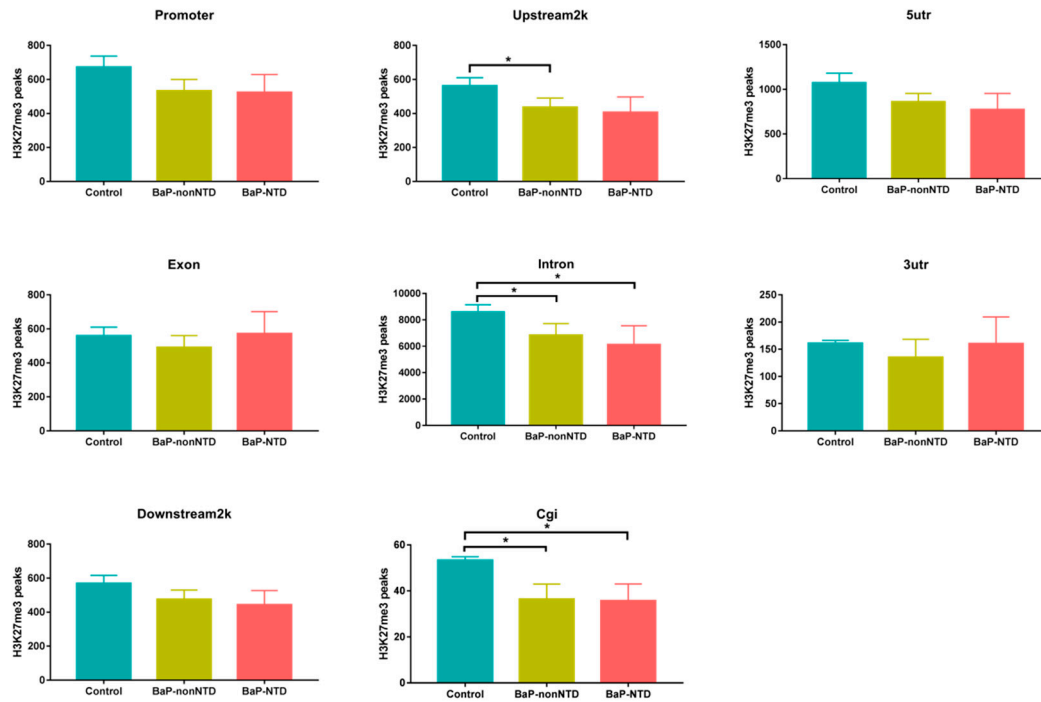 Promoter
H3K27me3 peaks
800
600
400
200
0
Control BaP-nonNTD BaP-NTD
Upstream2k
H3K27me3 peaks
800
600
400
200
0
*
Control BaP-nonNTD BaP-NTD
5utr
H3K27me3 peaks
1500
1000
500
0
Control BaP-nonNTD BaP-NTD
Exon
H3K27me3 peaks
800
600
400
200
0
Control BaP-nonNTD BaP-NTD
Intron
H3K27me3 peaks
10000
8000
6000
4000
2000
0
*
*
Control BaP-nonNTD BaP-NTD
3utr
H3K27me3 peaks
250
200
150
100
50
0
Control BaP-nonNTD BaP-NTD
Downstream2k
H3K27me3 peaks
800
600
400
200
0
Control BaP-nonNTD BaP-NTD
Cgi
H3K27me3 peaks
60
40
20
0
*
*
Control BaP-nonNTD BaP-NTD